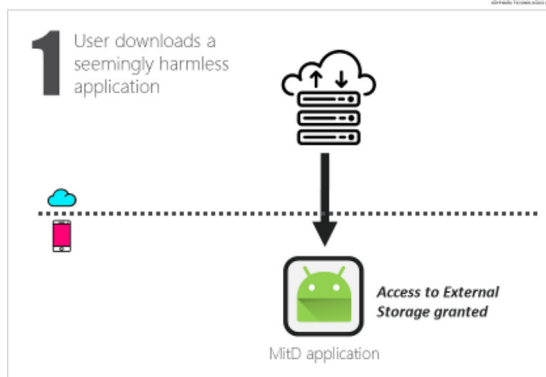 1
User downloads a
seemingly harmless
application
Access to External
Storage granted
MitD application